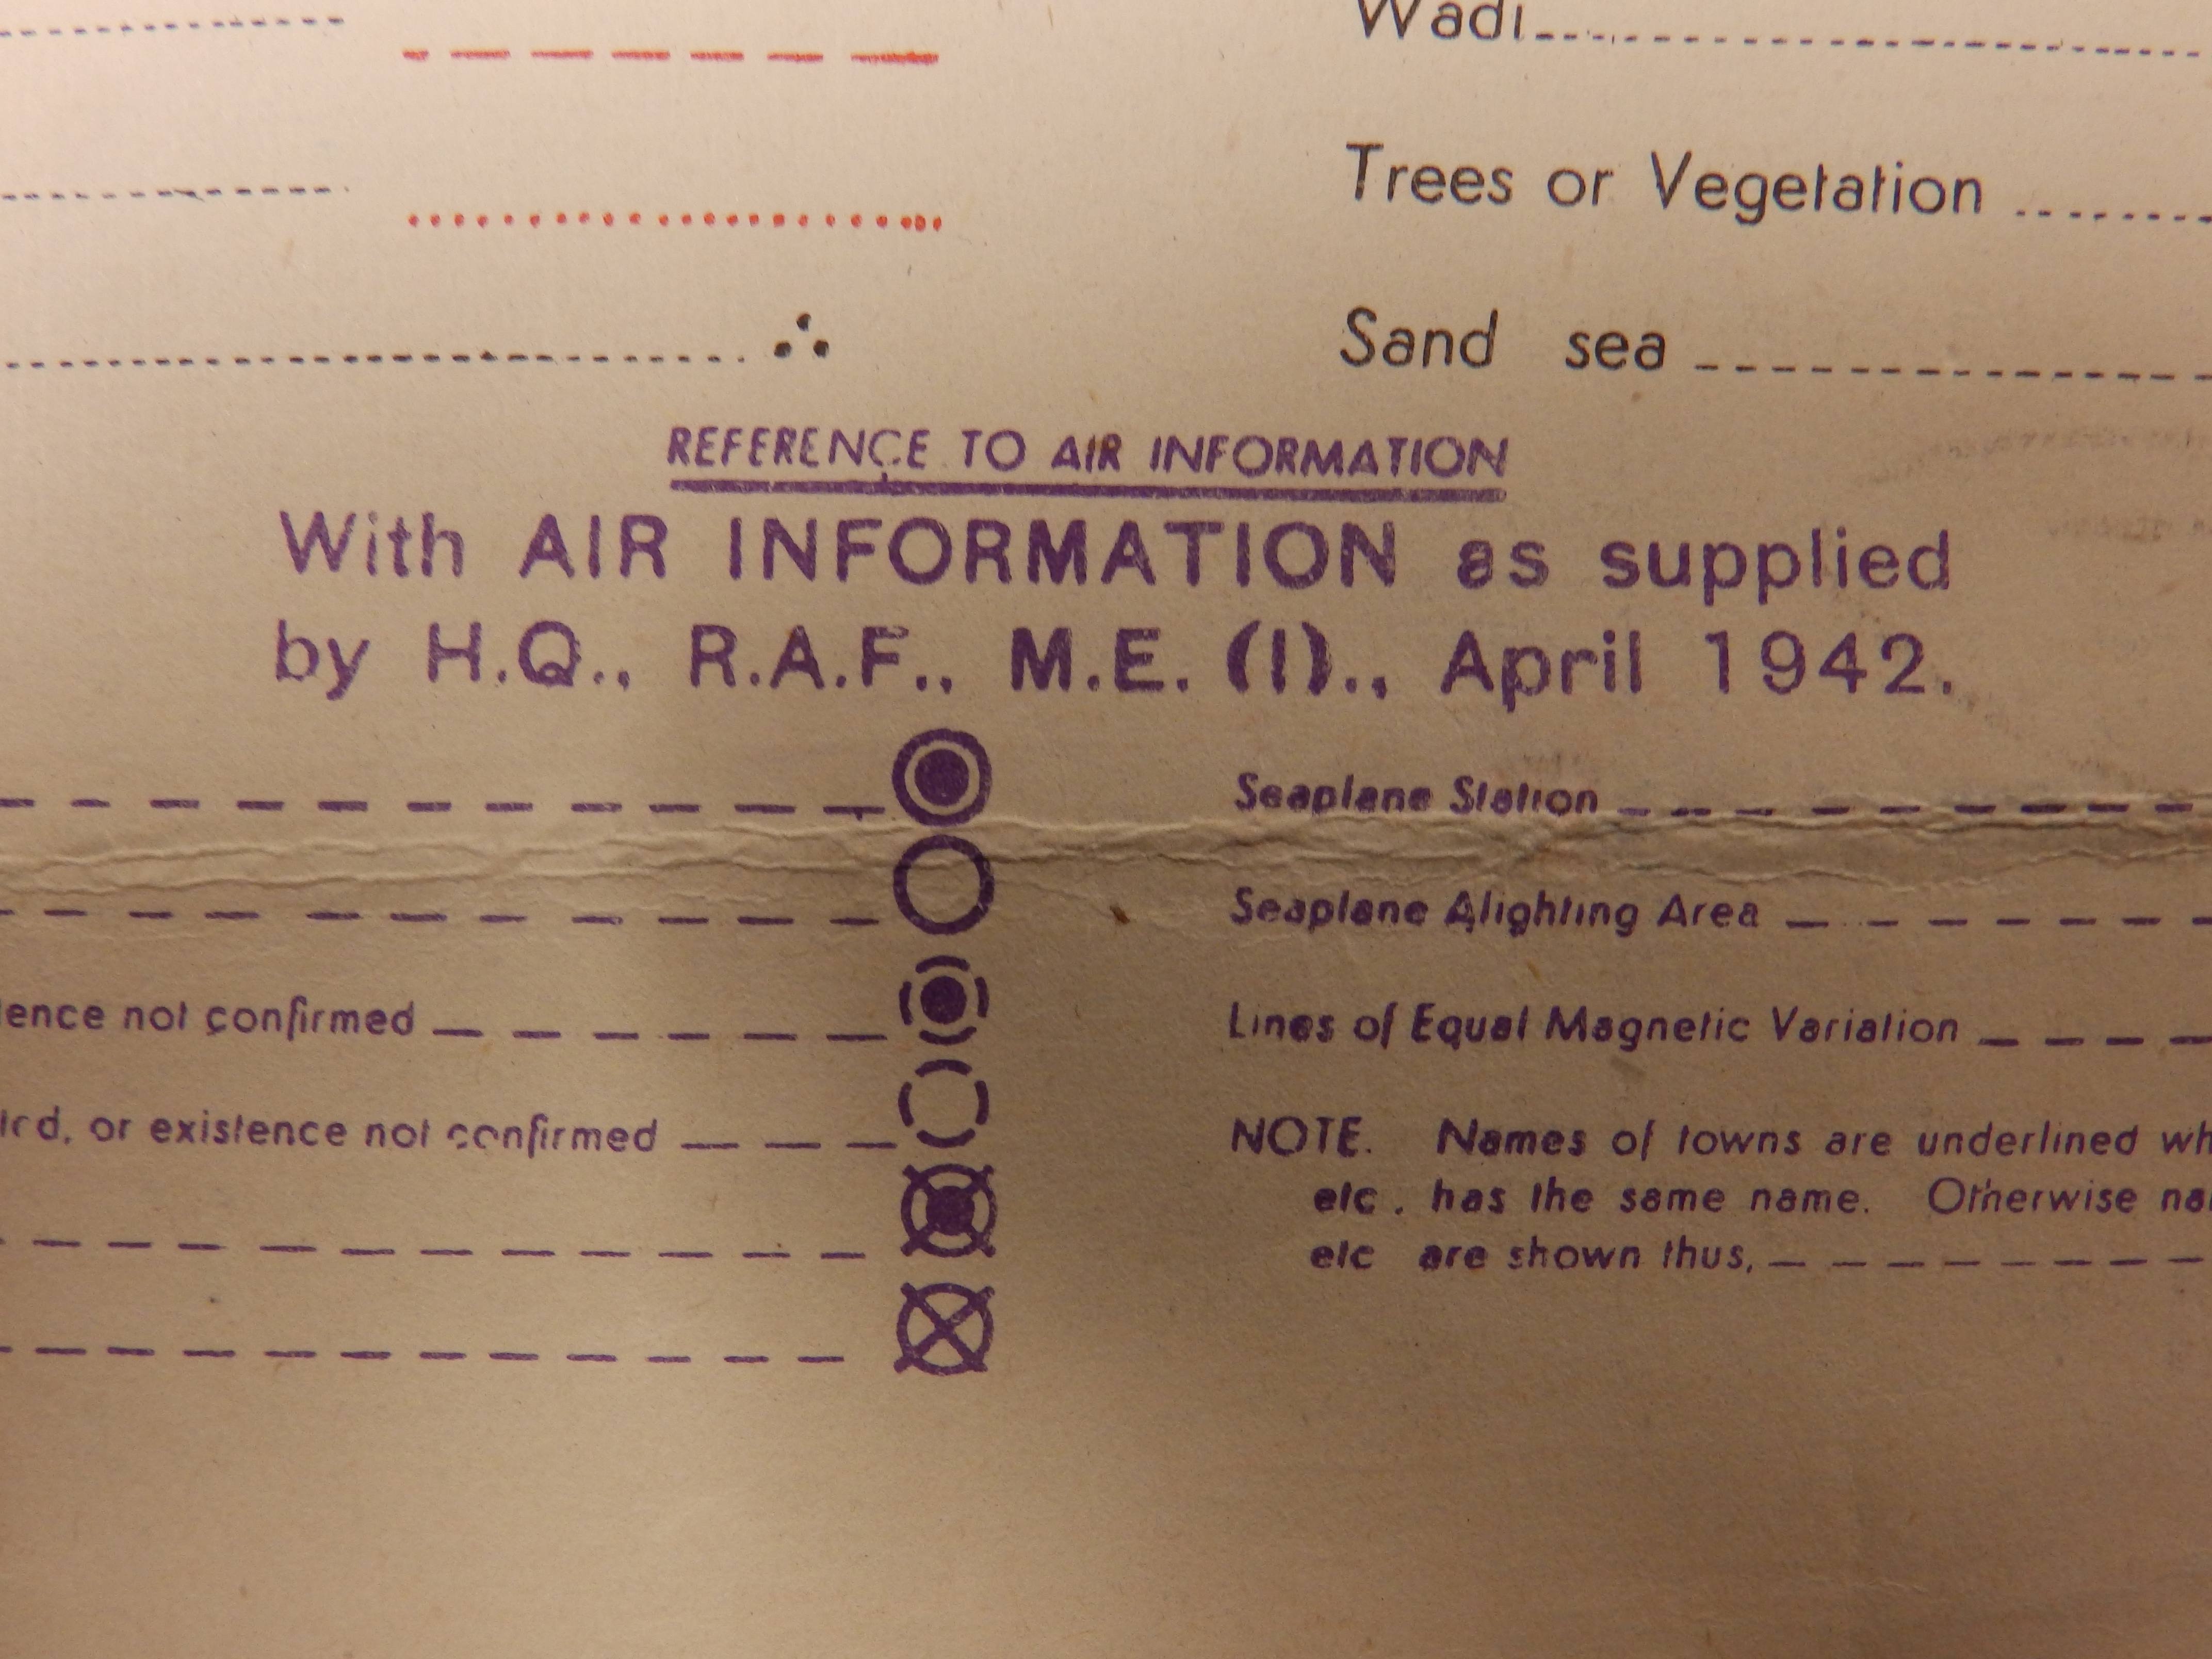 Wadi
Trees or Vegetation
Sand sea
REFERENCE TO AIR INFORMATION
With AIR INFORMATION as supplied
by H.Q., R.A.F., M.E. (I)., April 1942.
Seaplane Station
Seaplane Alighting Area
not confirmed
Lines of Equal Magnetic Variation
or existence not confirmed
NOTE. Names of towns are underlined
etc. has the same name. Otherwise
etc are shown thus,